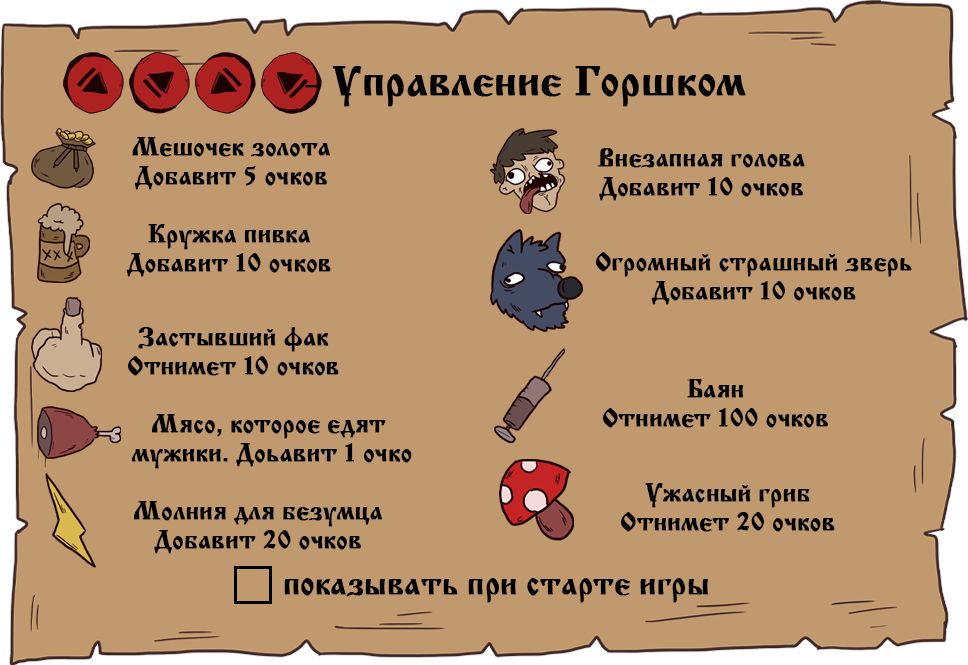 Управление Горшком
Мешочек золота
Добавит 5 очков
Кружка пивка
Добавит 10 очков
Застывший фак
Отнимет 10 очков
Мясо, которое едят
мужики. Доьавит 1 очко
Молния для безумца
Добавит 20 очков
Внезапная голова
Добавит 10 очков
Огромный страшный зверь
Добавит 10 очков
Баян
Отнимет 100 очков
Ужасный гриб
Отнимет 20 очков
показывать при старте игры